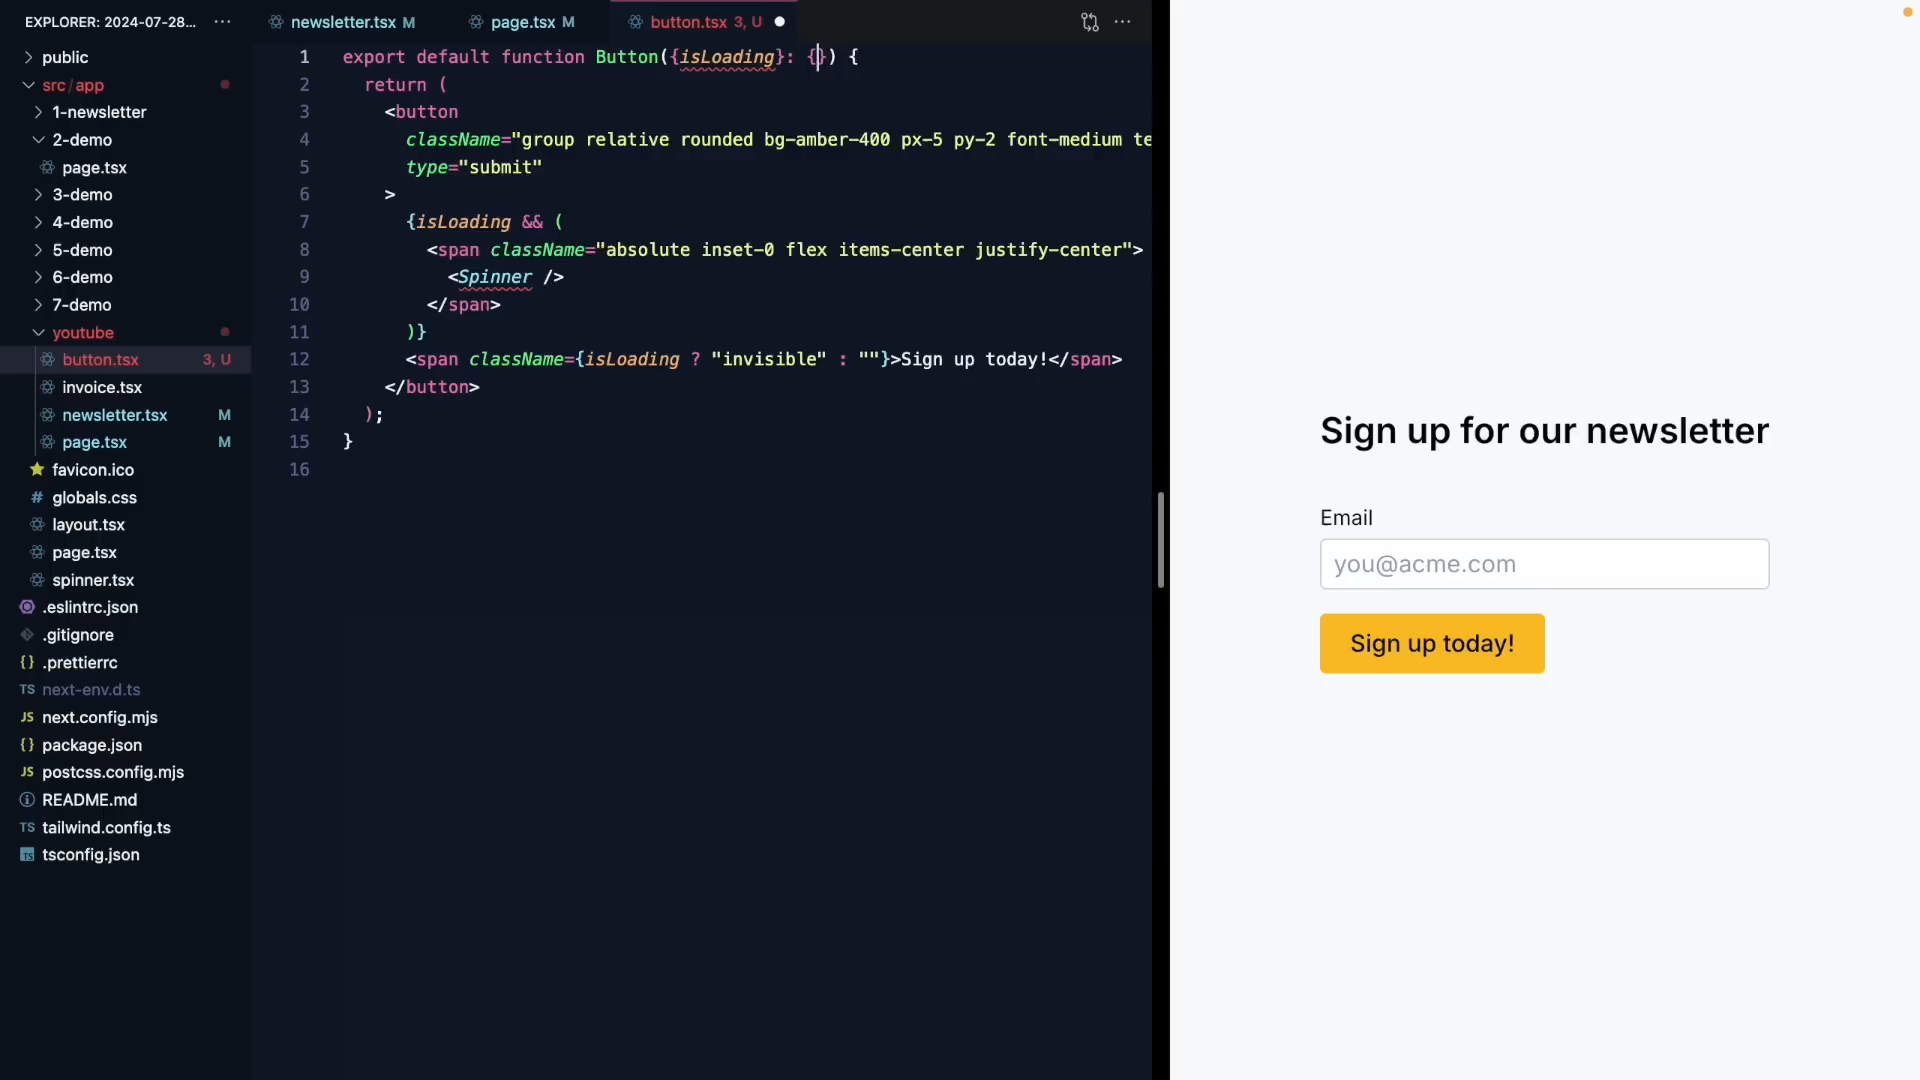 EXPLORER: 2024-07-28...
public
src/app
1-newsletter
2-demo
page.tsx
3-demo
4-demo
5-demo
6-demo
7-demo
youtube
button.tsx 3, U
invoice.tsx
newsletter.tsx M
page.tsx M
favicon.ico
# globals.css
layout.tsx
page.tsx
spinner.tsx
.eslintrc.json
.gitignore
{} .prettierrc
TS next-env.d.ts
JS next.config.mjs
{} package.json
JS postcss.config.mjs
README.md
TS tailwind.config.ts
TS tsconfig.json
newsletter.tsx M page.tsx M button.tsx 3, U
1 export default function Button({isLoading}: {}) {
2 return (
3 <button
4 className="group relative rounded bg-amber-400 px-5 py-2 font-medium te
5 type="submit"
6 >
7 {isLoading && (
8 <span className="absolute inset-0 flex items-center justify-center">
9 <Spinner />
10 </span>
11 )}
12 <span className={isLoading ? "invisible" : ""}>Sign up today!</span>
13 </button>
14 );
15 }
16
Sign up for our newsletter
Email
you@acme.com
Sign up today!